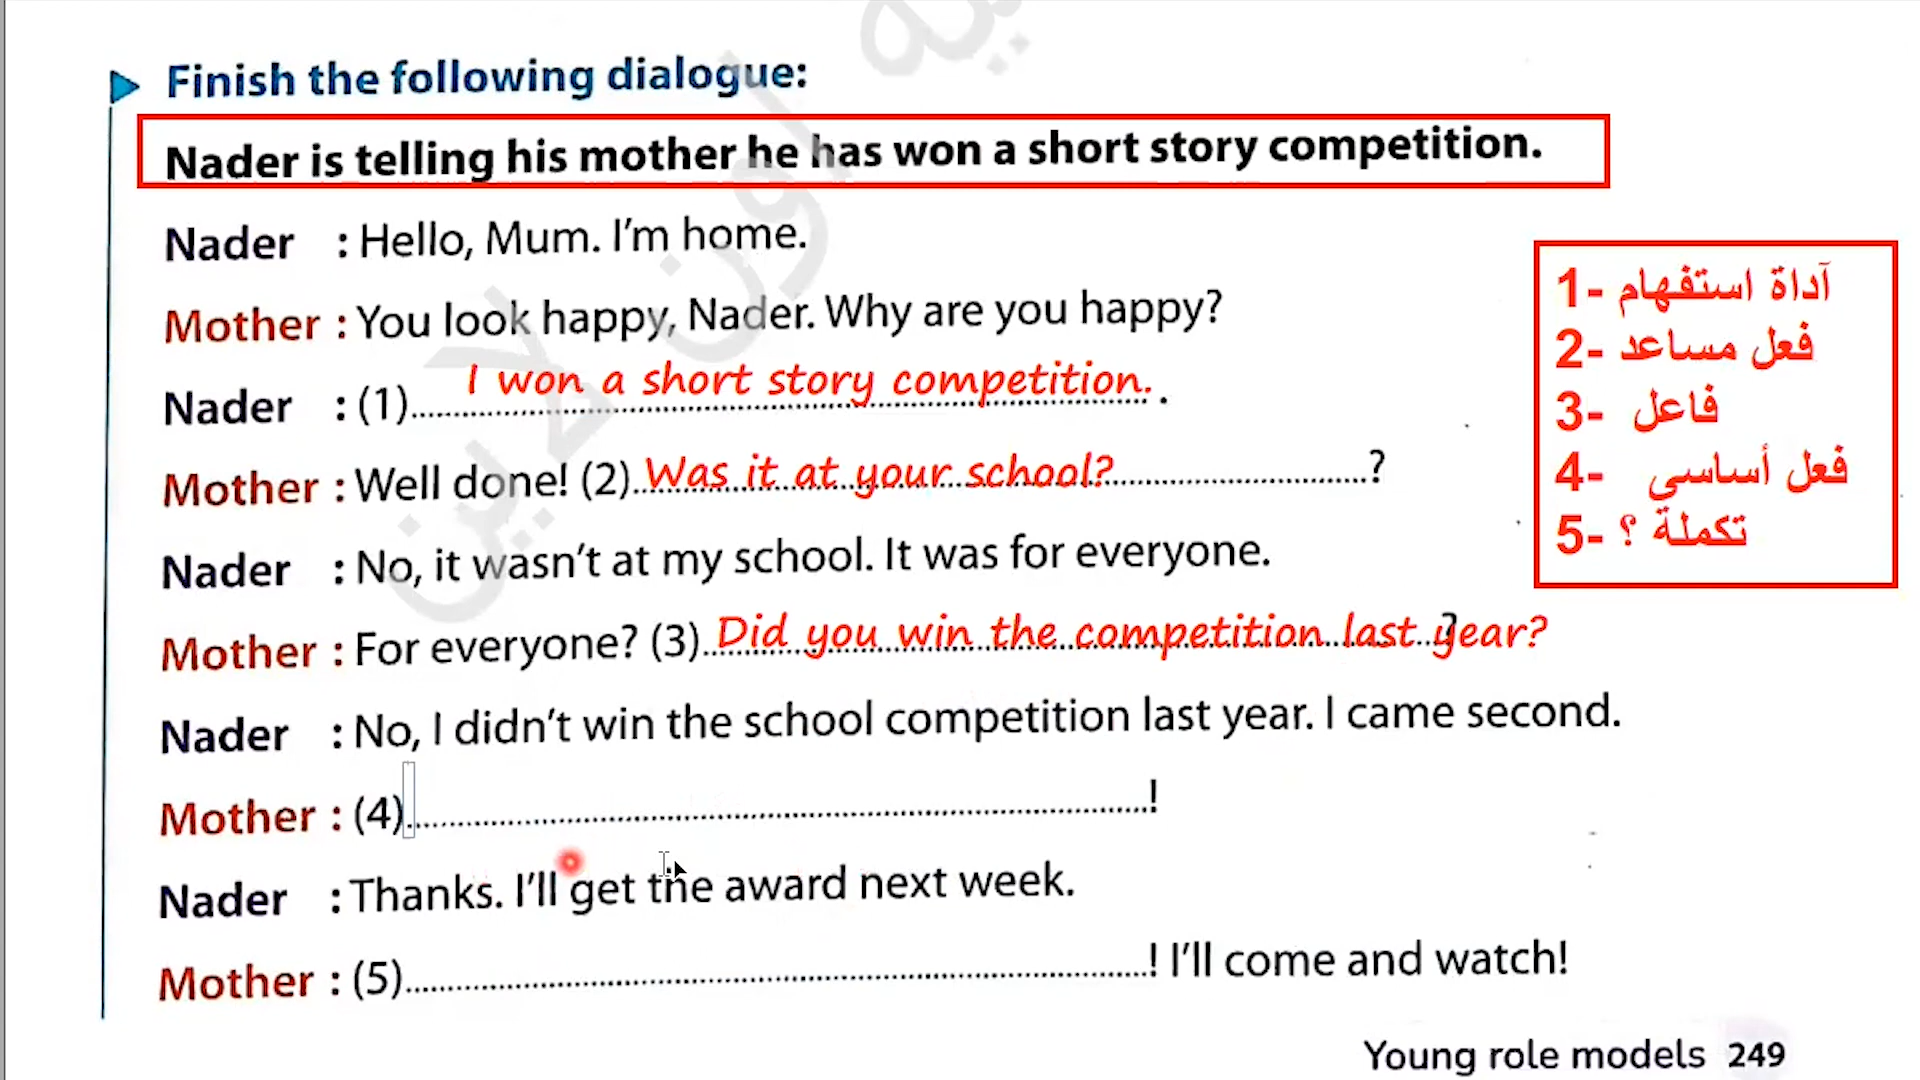 Finish the following dialogue:
Nader is telling his mother he has won a short story competition.
Nader : Hello, Mum. I'm home.
Mother : You look happy, Nader. Why are you happy?
Nader : (1) I won a short story competition. .
Mother : Well done! (2) Was it at your school? ?
Nader : No, it wasn't at my school. It was for everyone.
Mother : For everyone? (3) Did you win the competition last year? ?
Nader : No, I didn't win the school competition last year. I came second.
Mother : (4) !
Nader : Thanks. I'll get the award next week.
Mother : (5) ! I'll come and watch!
1- آداة استفهام
2- فعل مساعد
3- فاعل
4- فعل أساسي
5- تكملة ؟
Young role models 249
اون لاين